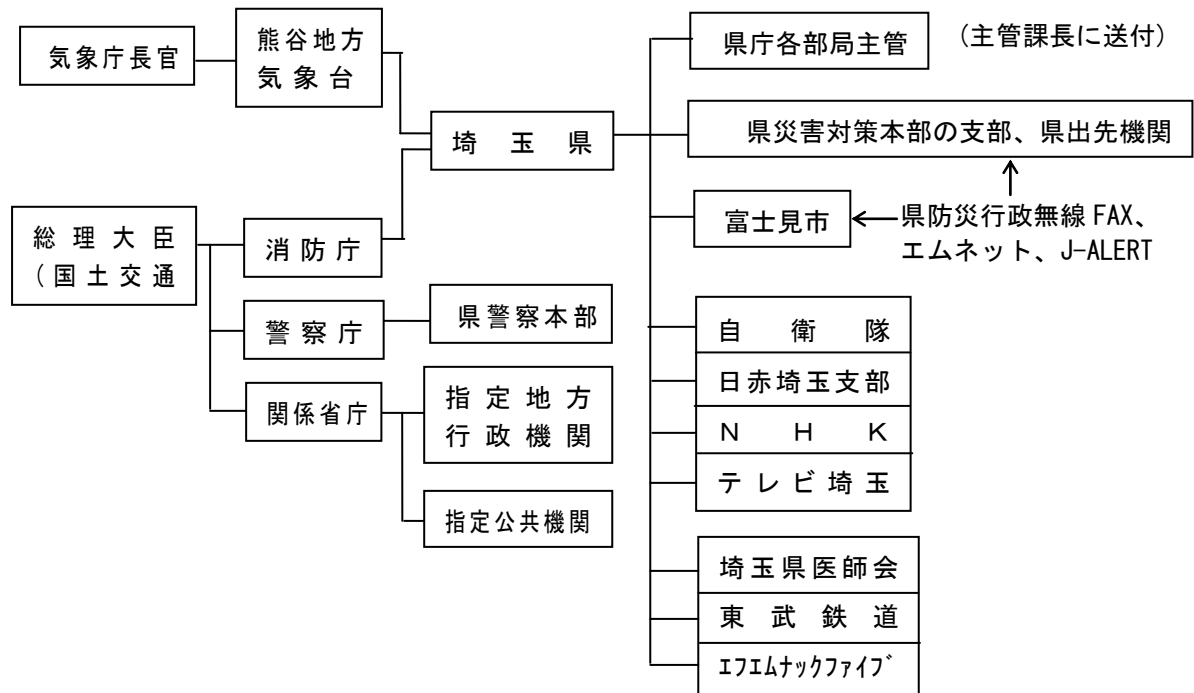 気象庁長官
熊谷地方
気象台
埼玉県
総理大臣
(国土交通
消防庁
警察庁
県警察本部
関係省庁
指定地方
行政機関
指定公共機関
県庁各部局主管
(主管課長に送付)
県災害対策本部の支部、県出先機関
富士見市
県防災行政無線 FAX、
エムネット、J-ALERT
自衛隊
日赤埼玉支部
NHK
テレビ埼玉
埼玉県医師会
東武鉄道
ｴﾌｴﾑﾅｯｸﾌｧｲﾌﾞ